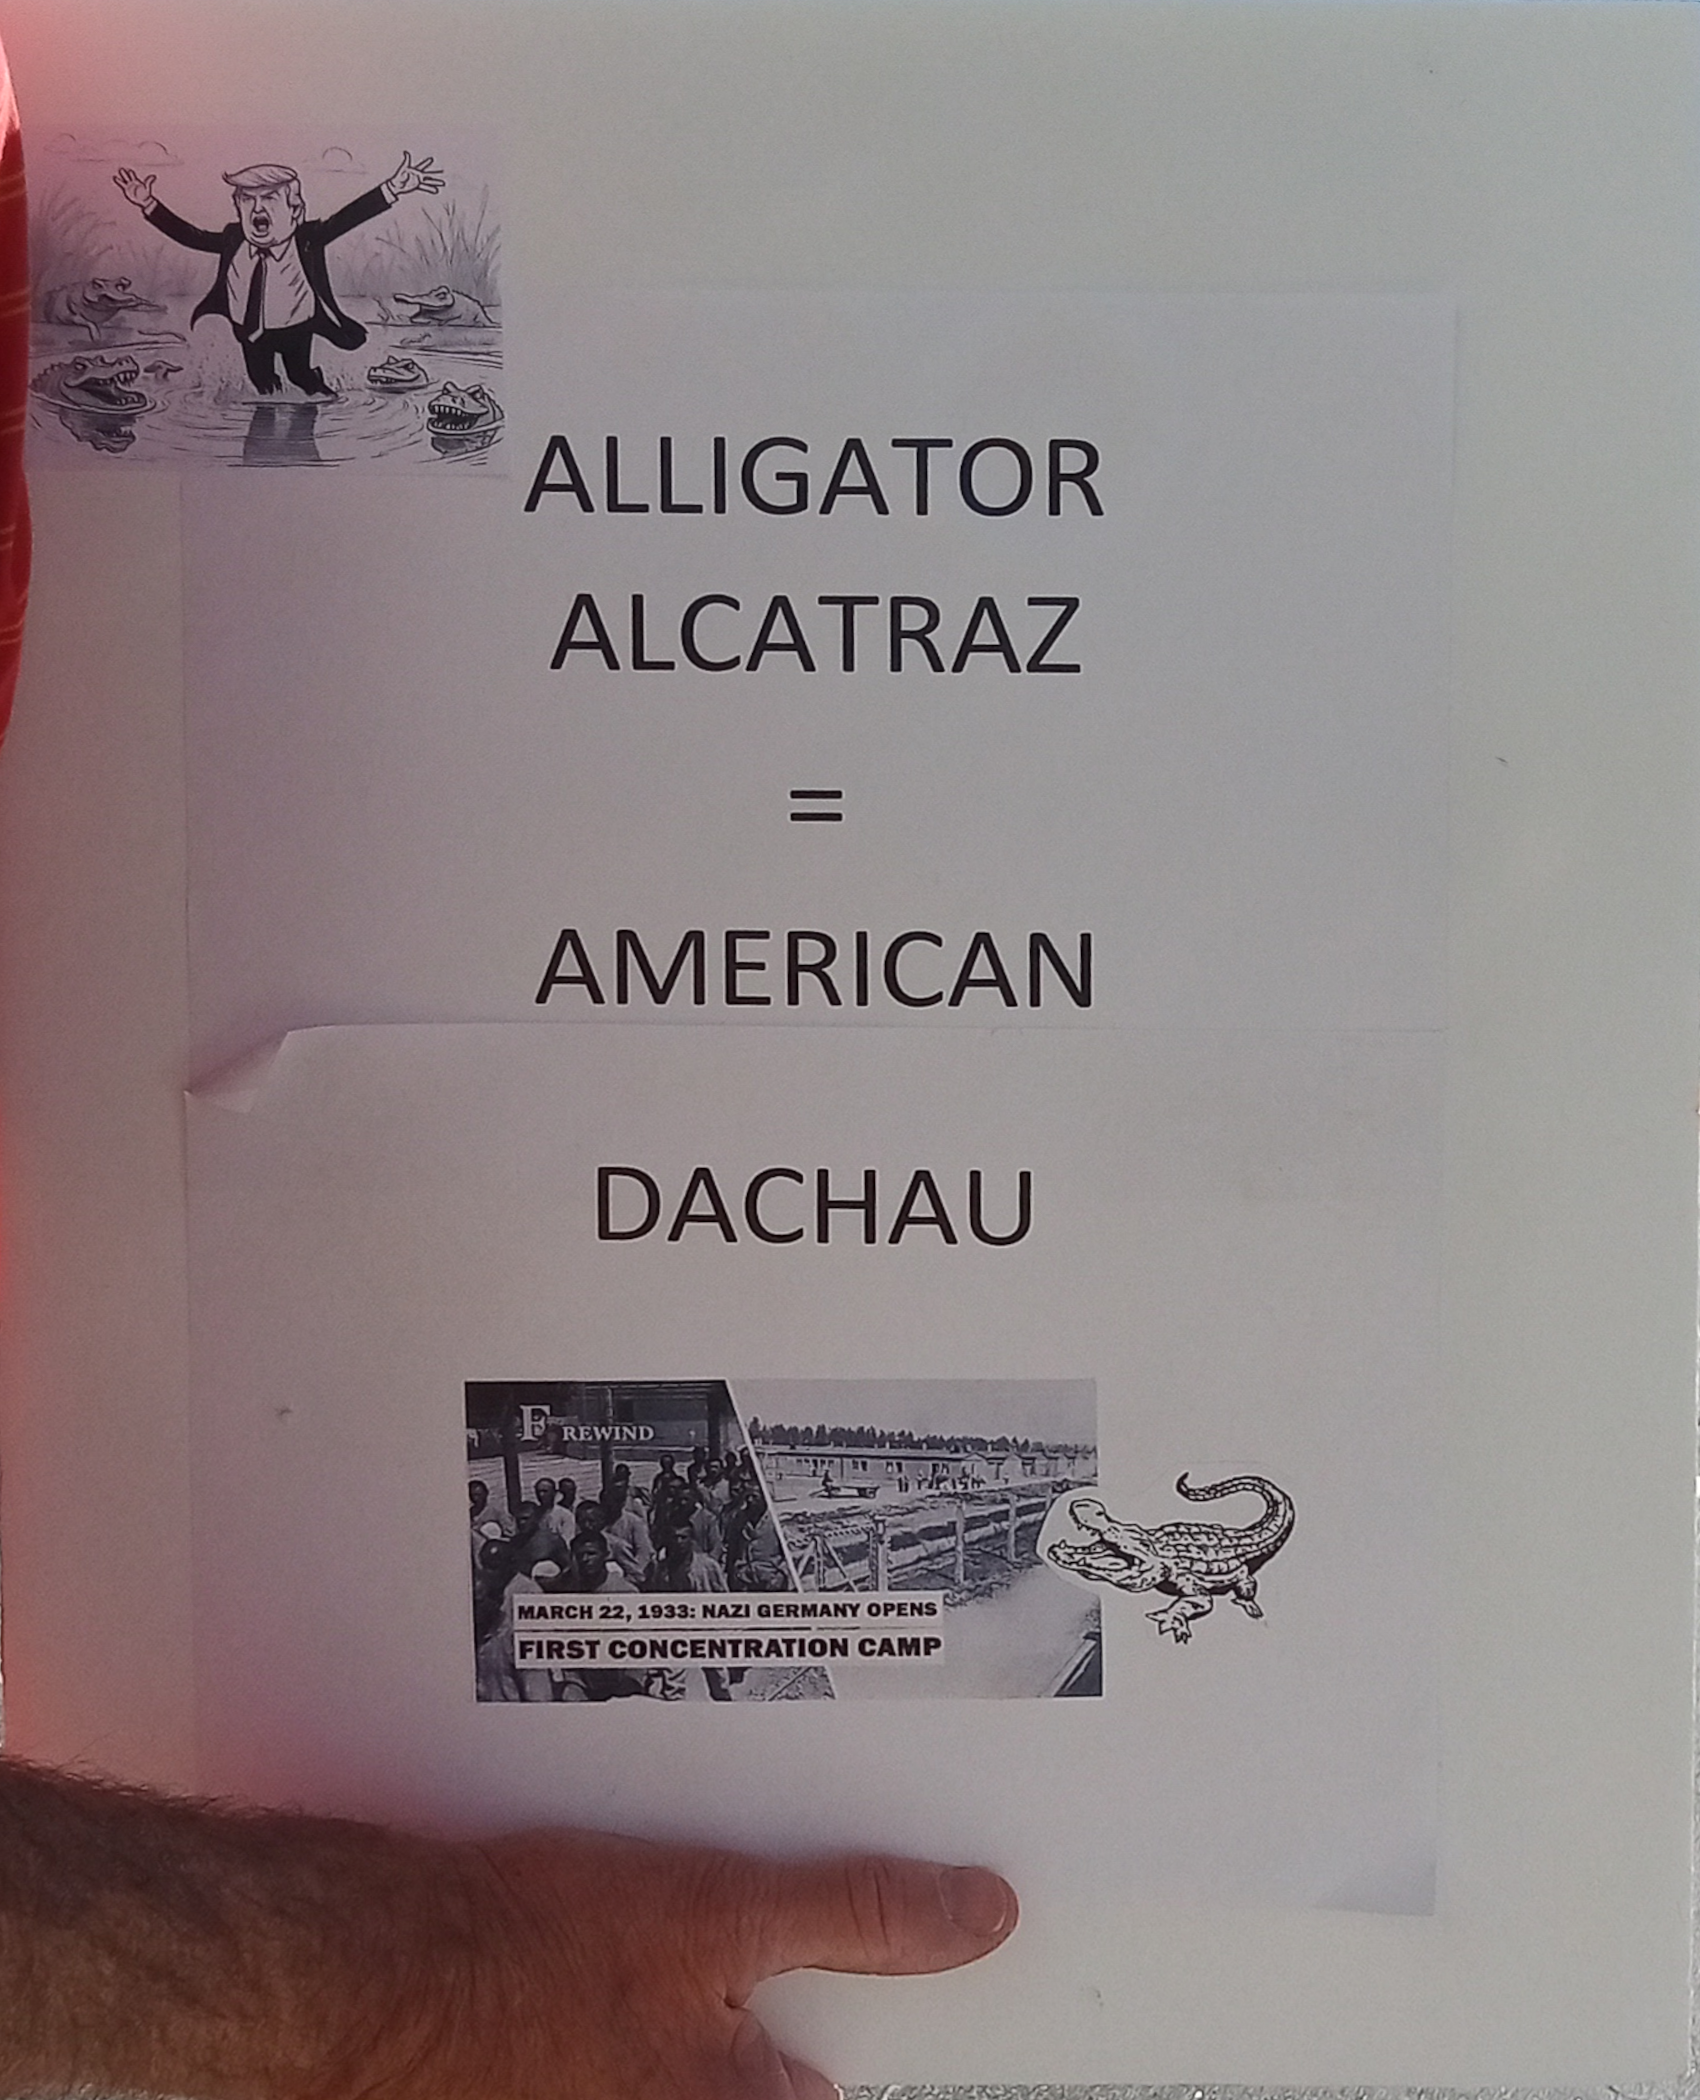 ALLIGATOR
ALCATRAZ
=
AMERICAN
DACHAU
F REWIND
MARCH 22, 1933: NAZI GERMANY OPENS
FIRST CONCENTRATION CAMP